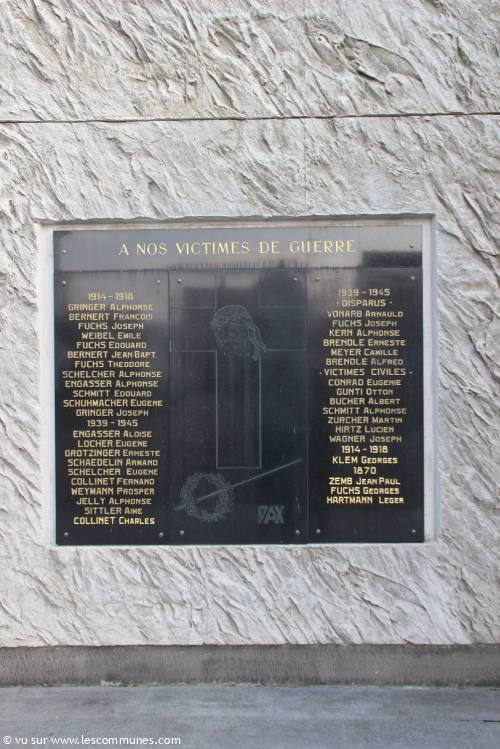 A NOS VICTIMES DE GUERRE
1914 - 1918
GRINGER ALPHONSE
BERNERT FRANÇOIS
FUCHS JOSEPH
WEIBEL EMILE
FUCHS EDOUARD
BERNERT JEAN BAPT.
FUCHS THEODORE
SCHELCHER ALPHONSE
ENGASSER ALPHONSE
SCHMITT EDOUARD
SCHUHMACHER EUGENE
GRINGER JOSEPH
1939 - 1945
ENGASSER ALOISE
LOCHER EUGENE
GROTZINGER ERNESTE
SCHAEDELIN ARMAND
SCHELCHER EUGENE
COLLINET FERNAND
WEYMANN PROSPER
JELLY ALPHONSE
SITTLER AIME
COLLINET CHARLES
PAX
1939 - 1945
· DISPARUS ·
VONARB ARNAULD
FUCHS JOSEPH
KERN ALPHONSE
BRENDLE ERNESTE
MEYER CAMILLE
BRENDLE ALFRED
· VICTIMES CIVILES ·
CONRAD EUGENIE
GUNTI OTTON
BUCHER ALBERT
SCHMITT ALPHONSE
ZURCHER MARTIN
HIRTZ LUCIEN
WAGNER JOSEPH
1914 - 1918
KLEM GEORGES
1870
ZEMB JEAN PAUL
FUCHS GEORGES
HARTMANN LEGER
© vu sur www.lescommunes.com